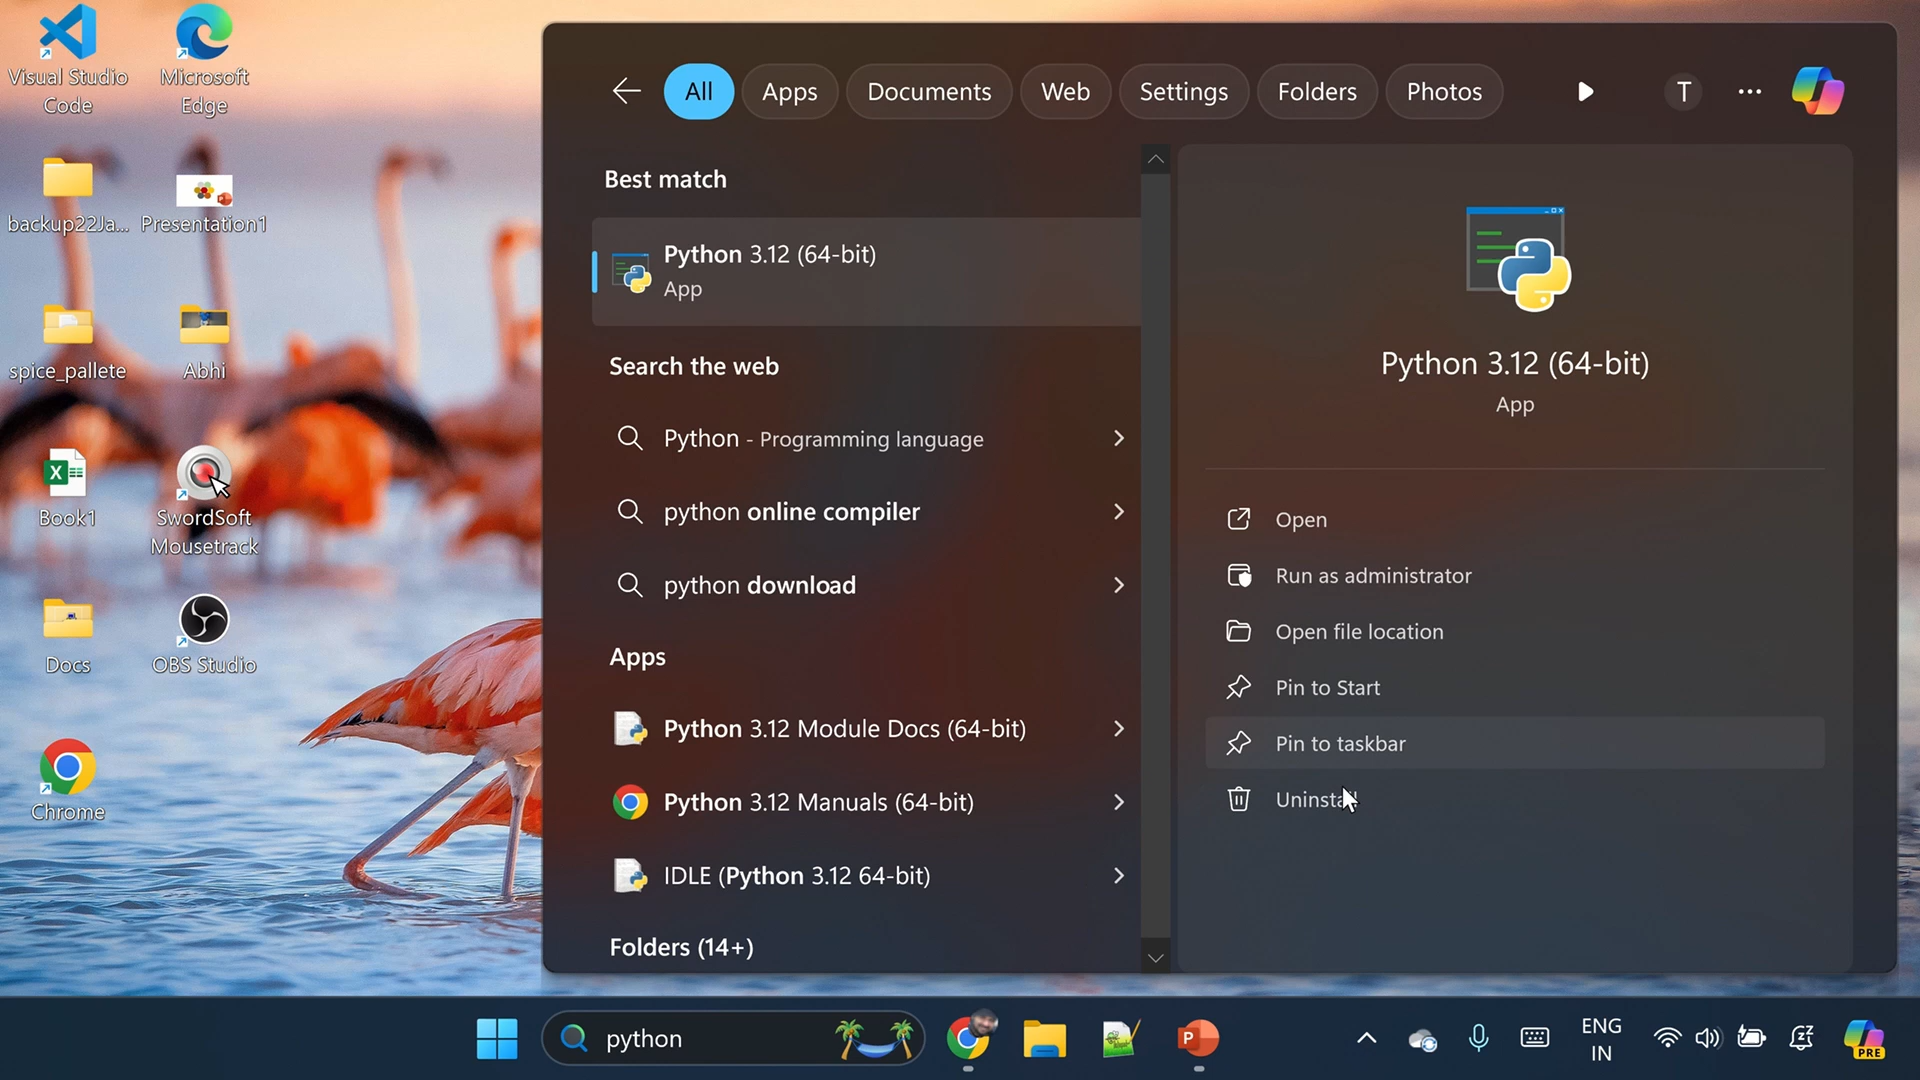 Visual Studio
Code
Microsoft
Edge
backup22Ja...
Presentation1
spice_pallete
Abhi
Book1
SwordSoft
Mousetrack
Docs
OBS Studio
Chrome
All
Apps
Documents
Web
Settings
Folders
Photos
T
Best match
Python 3.12 (64-bit)
App
Search the web
Python - Programming language
python online compiler
python download
Apps
Python 3.12 Module Docs (64-bit)
Python 3.12 Manuals (64-bit)
IDLE (Python 3.12 64-bit)
Folders (14+)
Python 3.12 (64-bit)
App
Open
Run as administrator
Open file location
Pin to Start
Pin to taskbar
Uninstall
python
ENG
IN
PRE